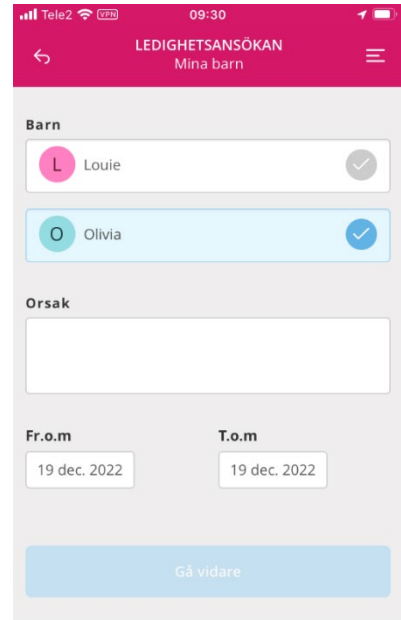 Tele2 VPN 09:30
LEDIGHETSANSÖKAN
Mina barn
Barn
L Louie
O Olivia
Orsak
Fr.o.m T.o.m
19 dec. 2022 19 dec. 2022
Gå vidare